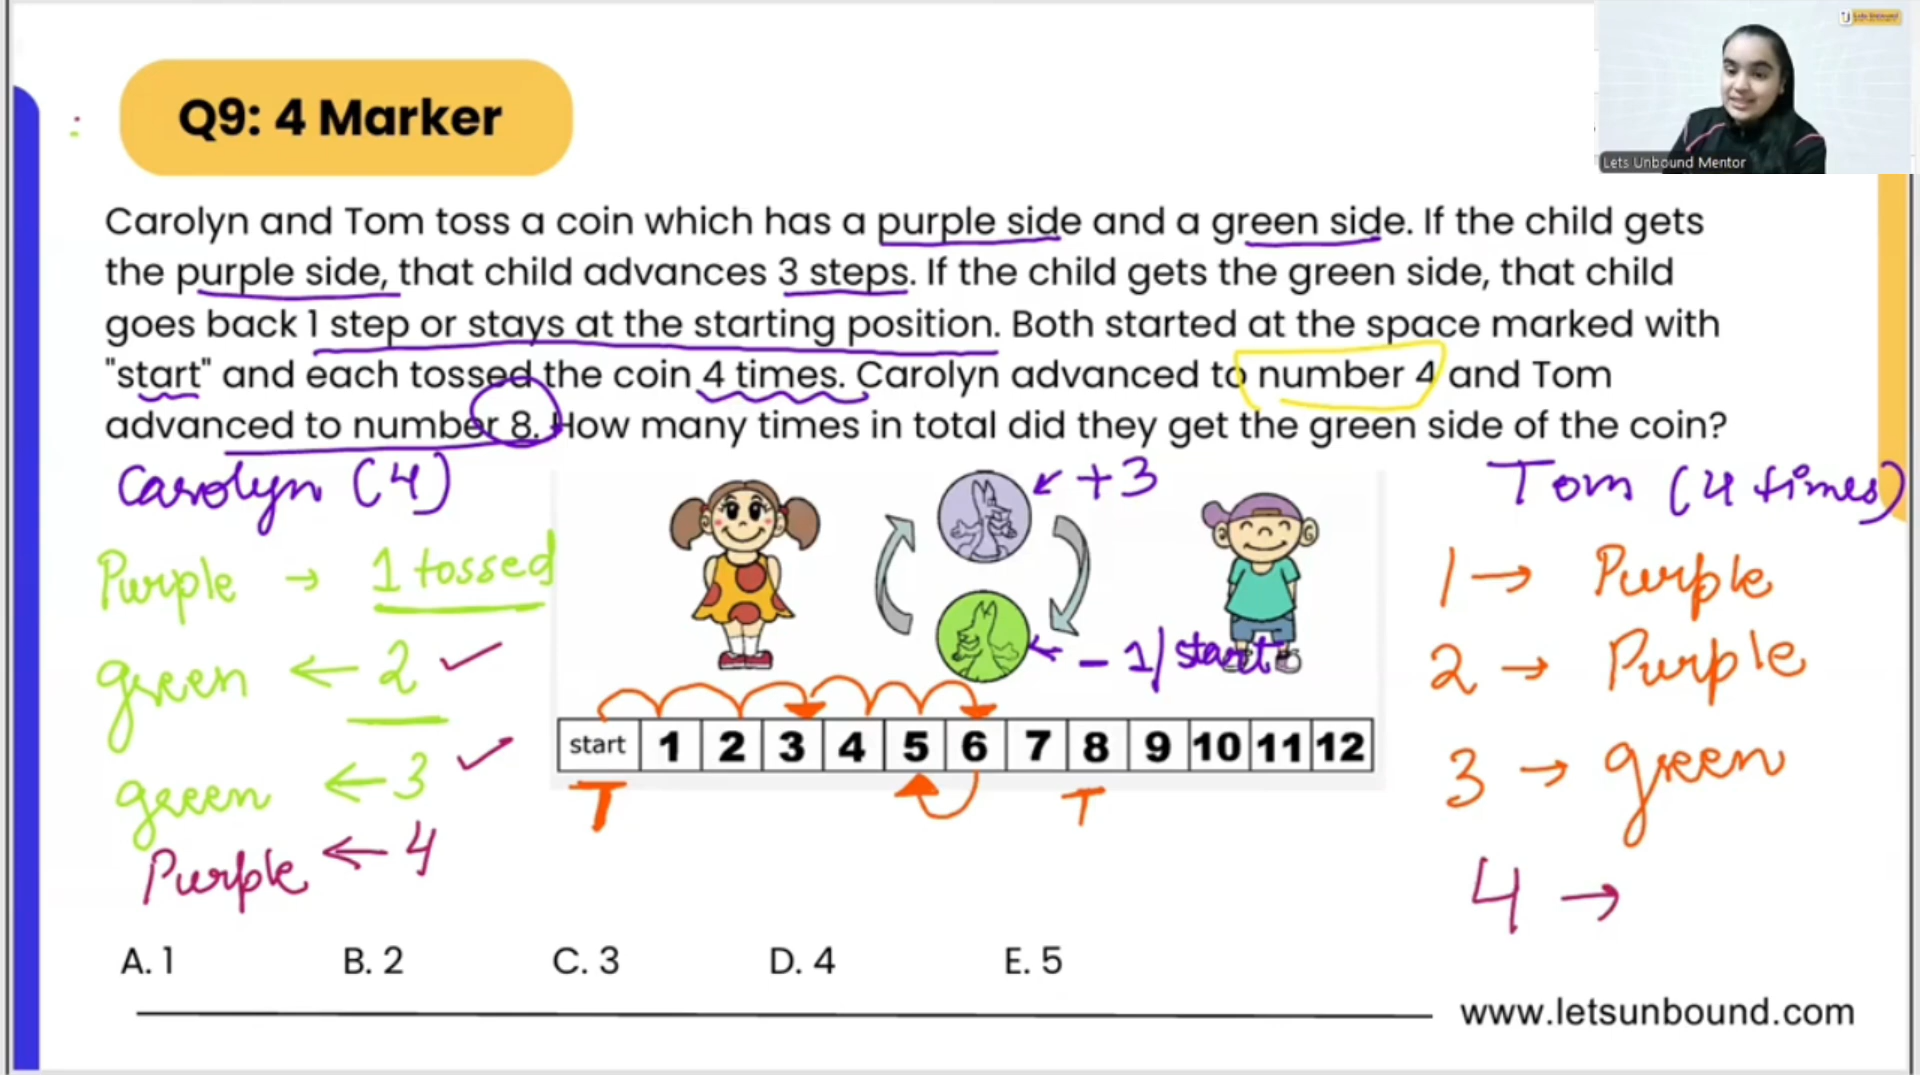 Q9: 4 Marker
Lets Unbound Mentor
Carolyn and Tom toss a coin which has a purple side and a green side. If the child gets
the purple side, that child advances 3 steps. If the child gets the green side, that child
goes back 1 step or stays at the starting position. Both started at the space marked with
"start" and each tossed the coin 4 times. Carolyn advanced to number 4 and Tom
advanced to number 8. How many times in total did they get the green side of the coin?
Carolyn (4)
Purple → 1 tossed
green ← 2 ✓
green ← 3 ✓
Purple ← 4
+3
- 1/start
start 1 2 3 4 5 6 7 8 9 10 11 12
T T
Tom (4 times)
1 → Purple
2 → Purple
3 → green
4 →
A. 1 B. 2 C. 3 D. 4 E. 5
www.letsunbound.com